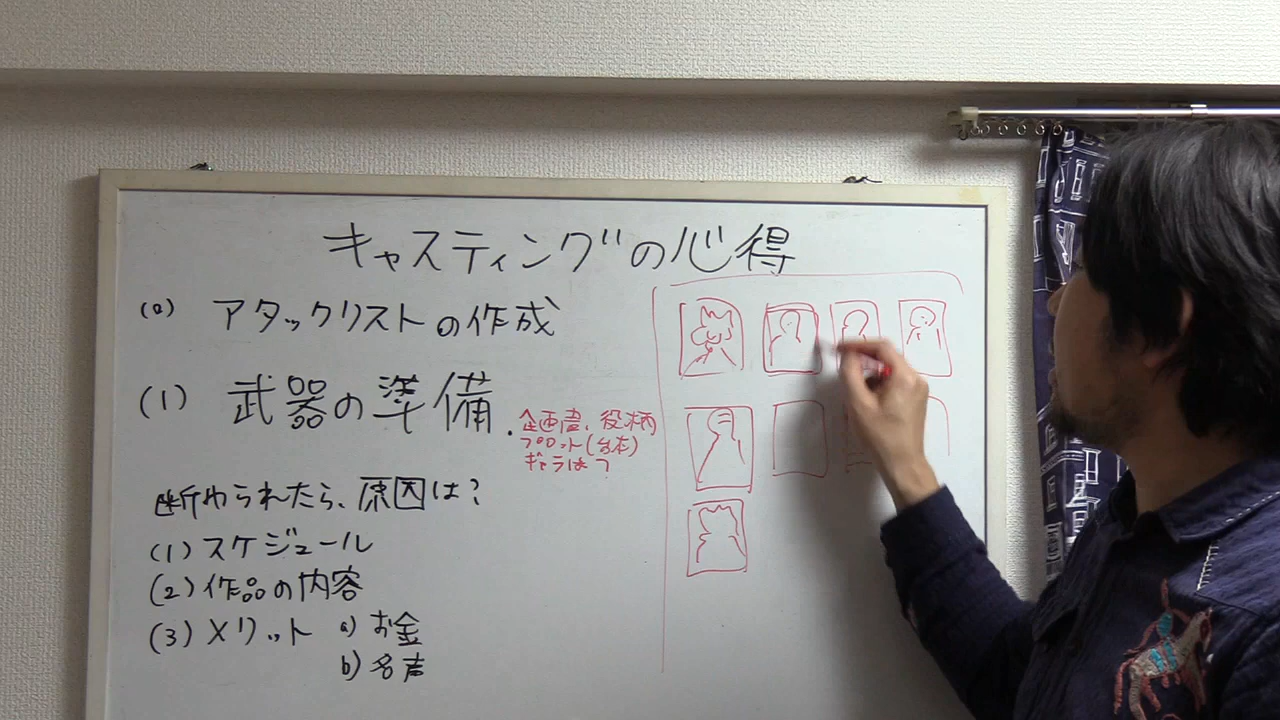 キャスティングの心得
(0) アタックリストの作成
(1) 武器の準備
・企画書、役柄
プロット(台本)
ギャラは?
断わられたら、原因は?
(1) スケジュール
(2) 作品の内容
(3) メリット a) お金
b) 名声